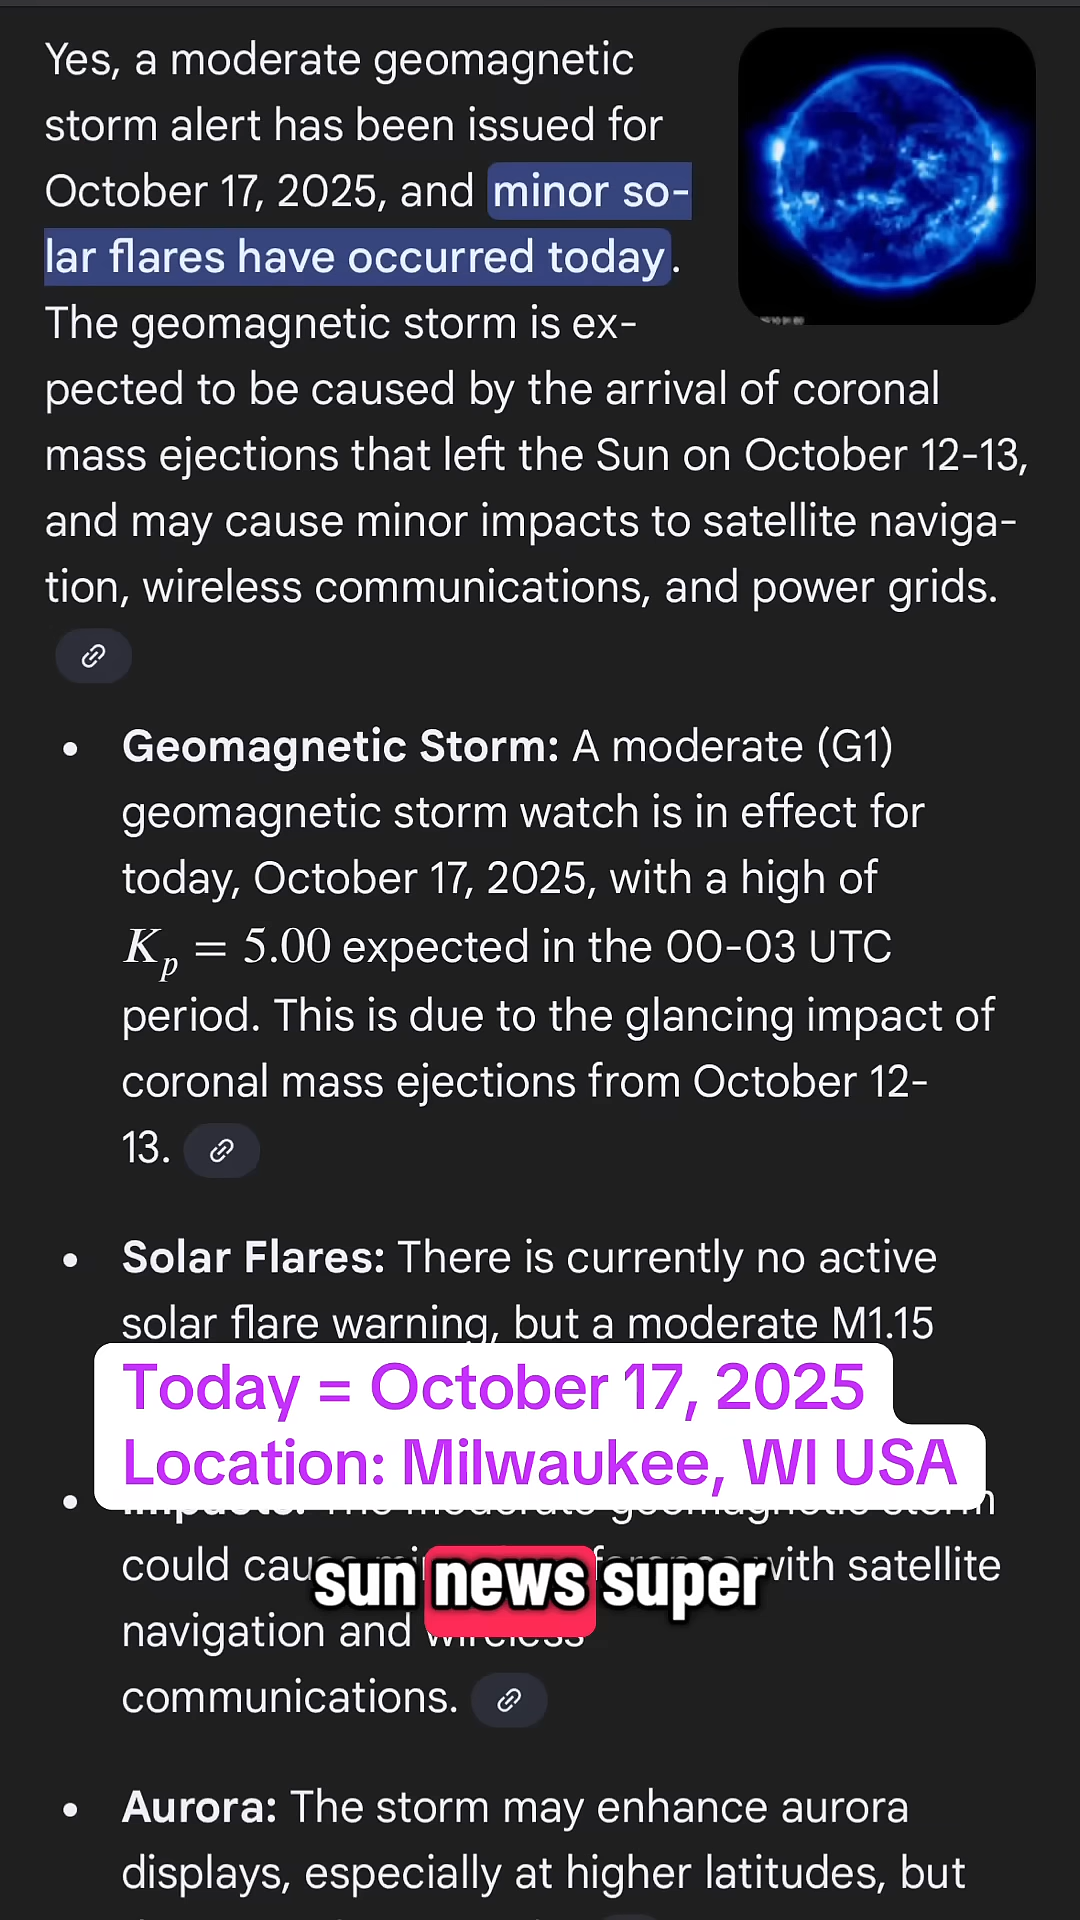 Yes, a moderate geomagnetic
storm alert has been issued for
October 17, 2025, and minor so-
lar flares have occurred today.
The geomagnetic storm is ex-
pected to be caused by the arrival of coronal
mass ejections that left the Sun on October 12-13,
and may cause minor impacts to satellite naviga-
tion, wireless communications, and power grids.
• Geomagnetic Storm: A moderate (G1)
geomagnetic storm watch is in effect for
today, October 17, 2025, with a high of
Kp = 5.00 expected in the 00-03 UTC
period. This is due to the glancing impact of
coronal mass ejections from October 12-
13.
• Solar Flares: There is currently no active
solar flare warning, but a moderate M1.15
Today = October 17, 2025
Location: Milwaukee, WI USA
• Impacts: The moderate geomagnetic storm
could with satellite
sun news super
navigation and wireless
communications.
• Aurora: The storm may enhance aurora
displays, especially at higher latitudes, but